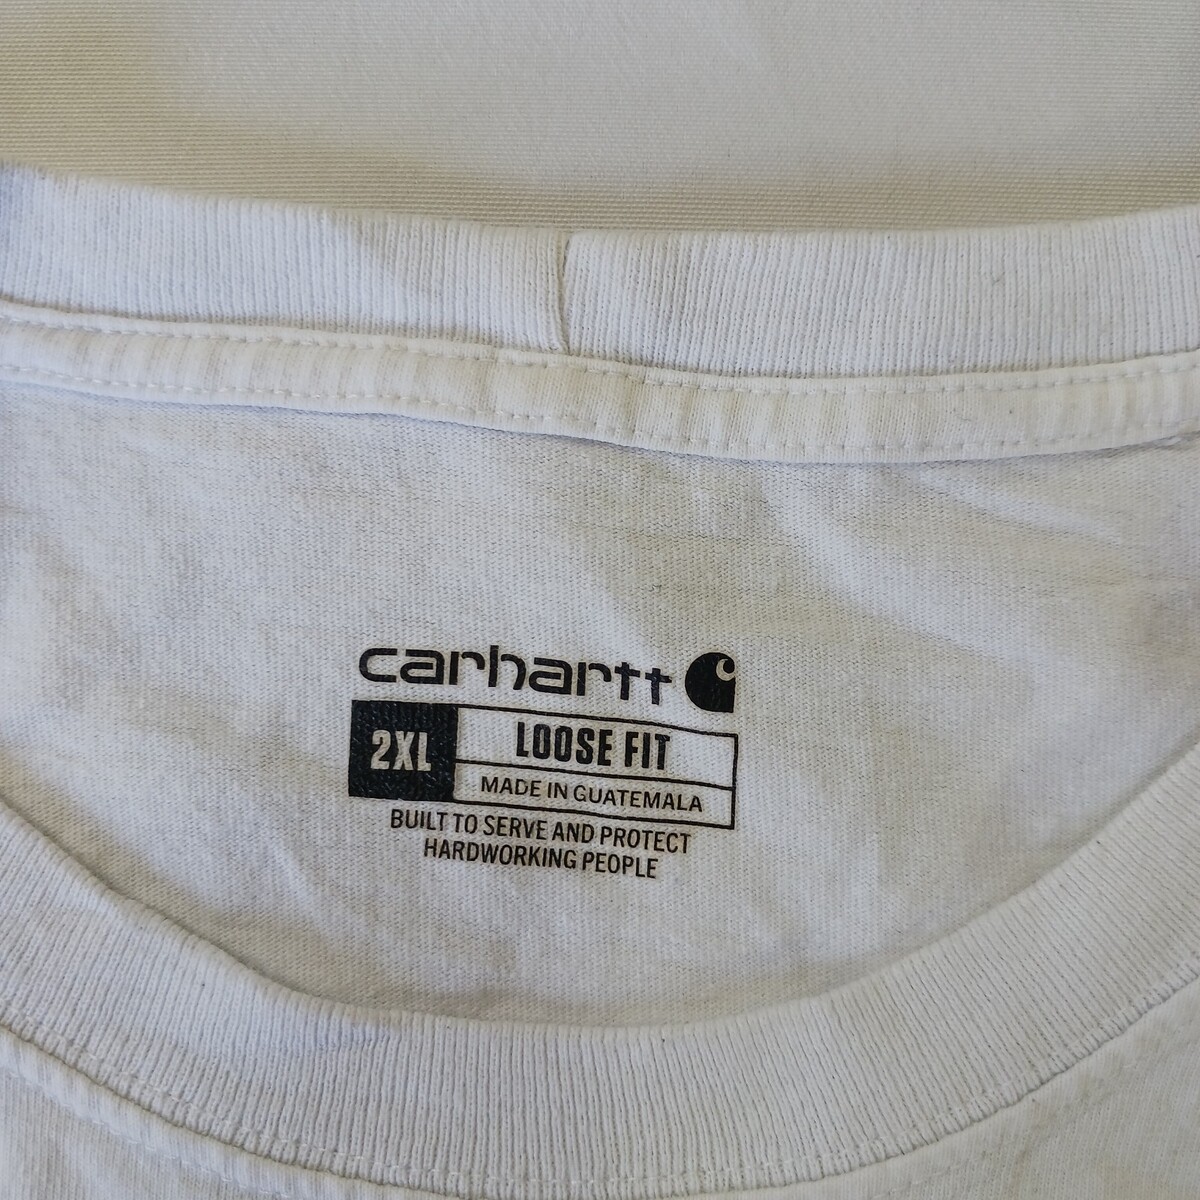 carhartt
2XL
LOOSE FIT
MADE IN GUATEMALA
BUILT TO SERVE AND PROTECT
HARDWORKING PEOPLE